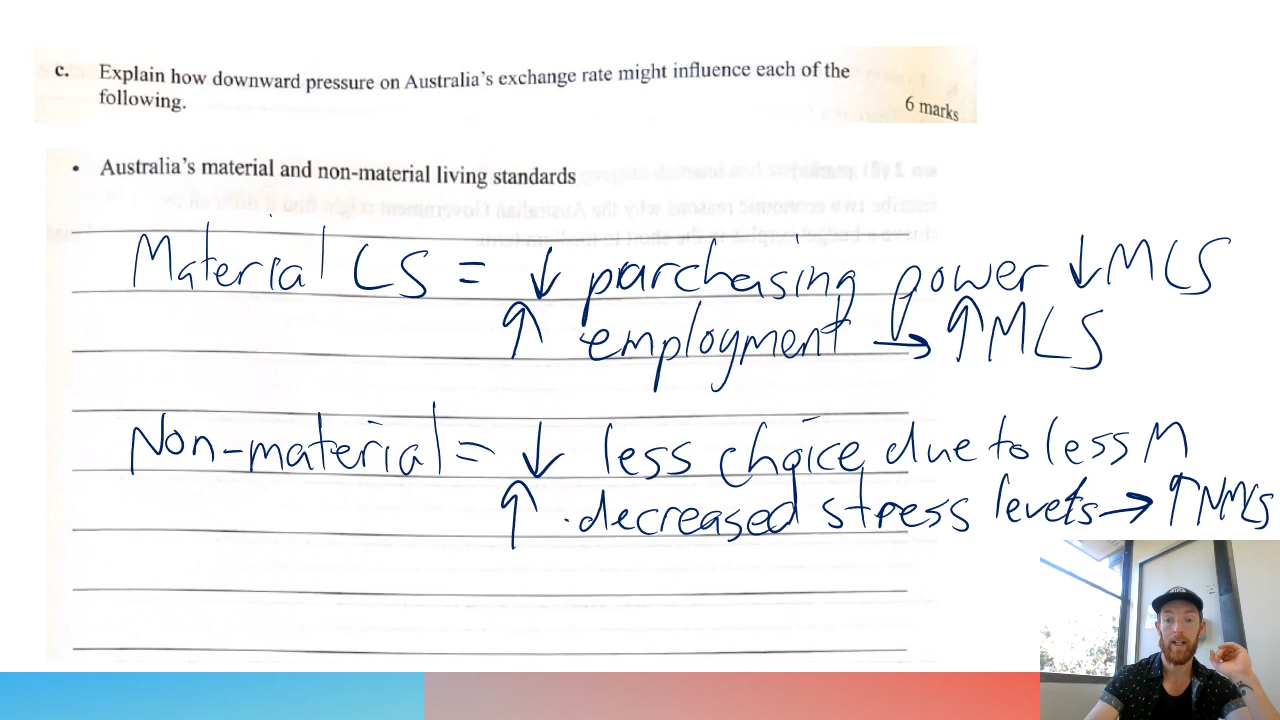 c. Explain how downward pressure on Australia's exchange rate might influence each of the
following.
6 marks
• Australia's material and non-material living standards
Material LS = ↓ purchasing power ↓ MLS
↑ employment → ↑ MLS
Non-material = ↓ less choice due to less M
↑ . decreased stress levels → ↑ NMLS